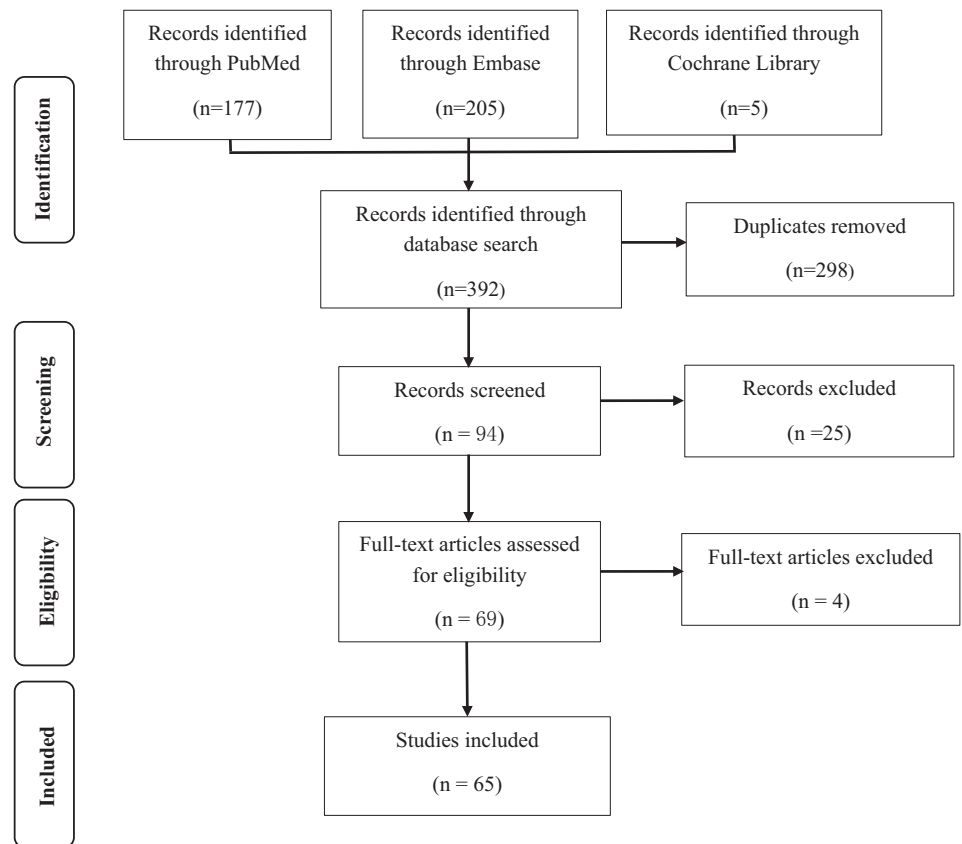 Identification
Records identified
through PubMed
(n=177)
Records identified
through Embase
(n=205)
Records identified through
Cochrane Library
(n=5)
Records identified through
database search
(n=392)
Duplicates removed
(n=298)
Screening
Records screened
(n = 94)
Records excluded
(n =25)
Eligibility
Full-text articles assessed
for eligibility
(n = 69)
Full-text articles excluded
(n = 4)
Included
Studies included
(n = 65)